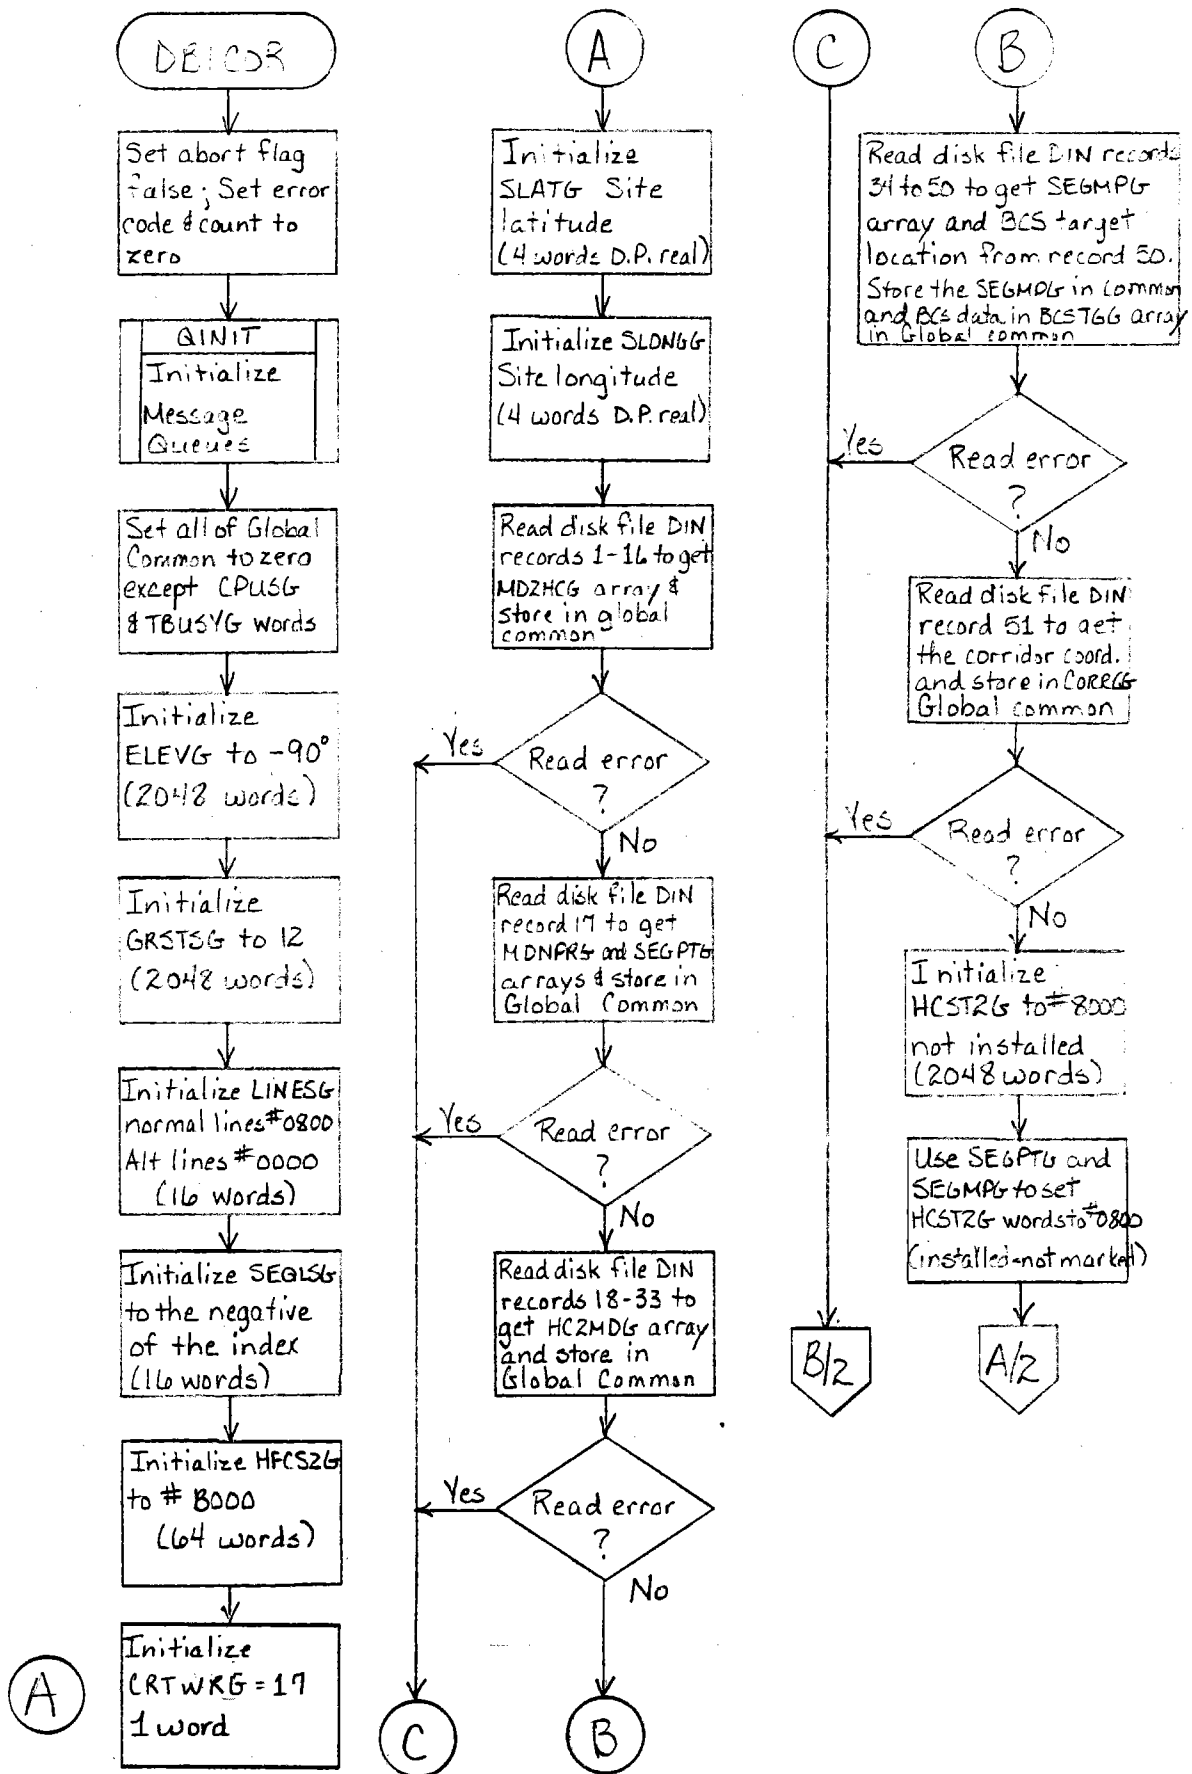 DBICOR
Set abort flag
false; Set error
code & count to
zero
QINIT
Initialize
Message
Queues
Set all of Global
Common to zero
except CPUSG
& TBUSYG words
Initialize
ELEVG to -90°
(2048 words)
Initialize
GRSTSG to 12
(2048 words)
Initialize LINESG
normal lines #0800
Alt lines #0000
(16 words)
Initialize SEQLSG
to the negative
of the index
(16 words)
Initialize HFCS2G
to # 8000
(64 words)
Initialize
CRTWRG = 17
1 word
A
A
Initialize
SLATG Site
latitude
(4 words D.P. real)
Initialize SLONGG
Site longitude
(4 words D.P. real)
Read disk file DIN
records 1-16 to get
MD2HCG array &
store in global
common
Read error
?
Yes
No
Read disk file DIN
record 17 to get
MDNFRG and SEGPTG
arrays & store in
Global Common
Read error
?
Yes
No
Read disk file DIN
records 18-33 to
get HC2MDG array
and store in
Global Common
Read error
?
Yes
No
C
B
C
B
Read disk file DIN records
34 to 50 to get SEGMPG
array and BCS target
location from record 50.
Store the SEGMPG in Common
and BCS data in BCSTGG array
in Global common
Read error
?
Yes
No
Read disk file DIN
record 51 to get
the corridor coord.
and store in CORRGG
Global common
Read error
?
Yes
No
Initialize
HCST2G to #8000
not installed
(2048 words)
Use SEGPTG and
SEGMPG to set
HCST2G words to #0800
(installed-not marked)
B/2
A/2